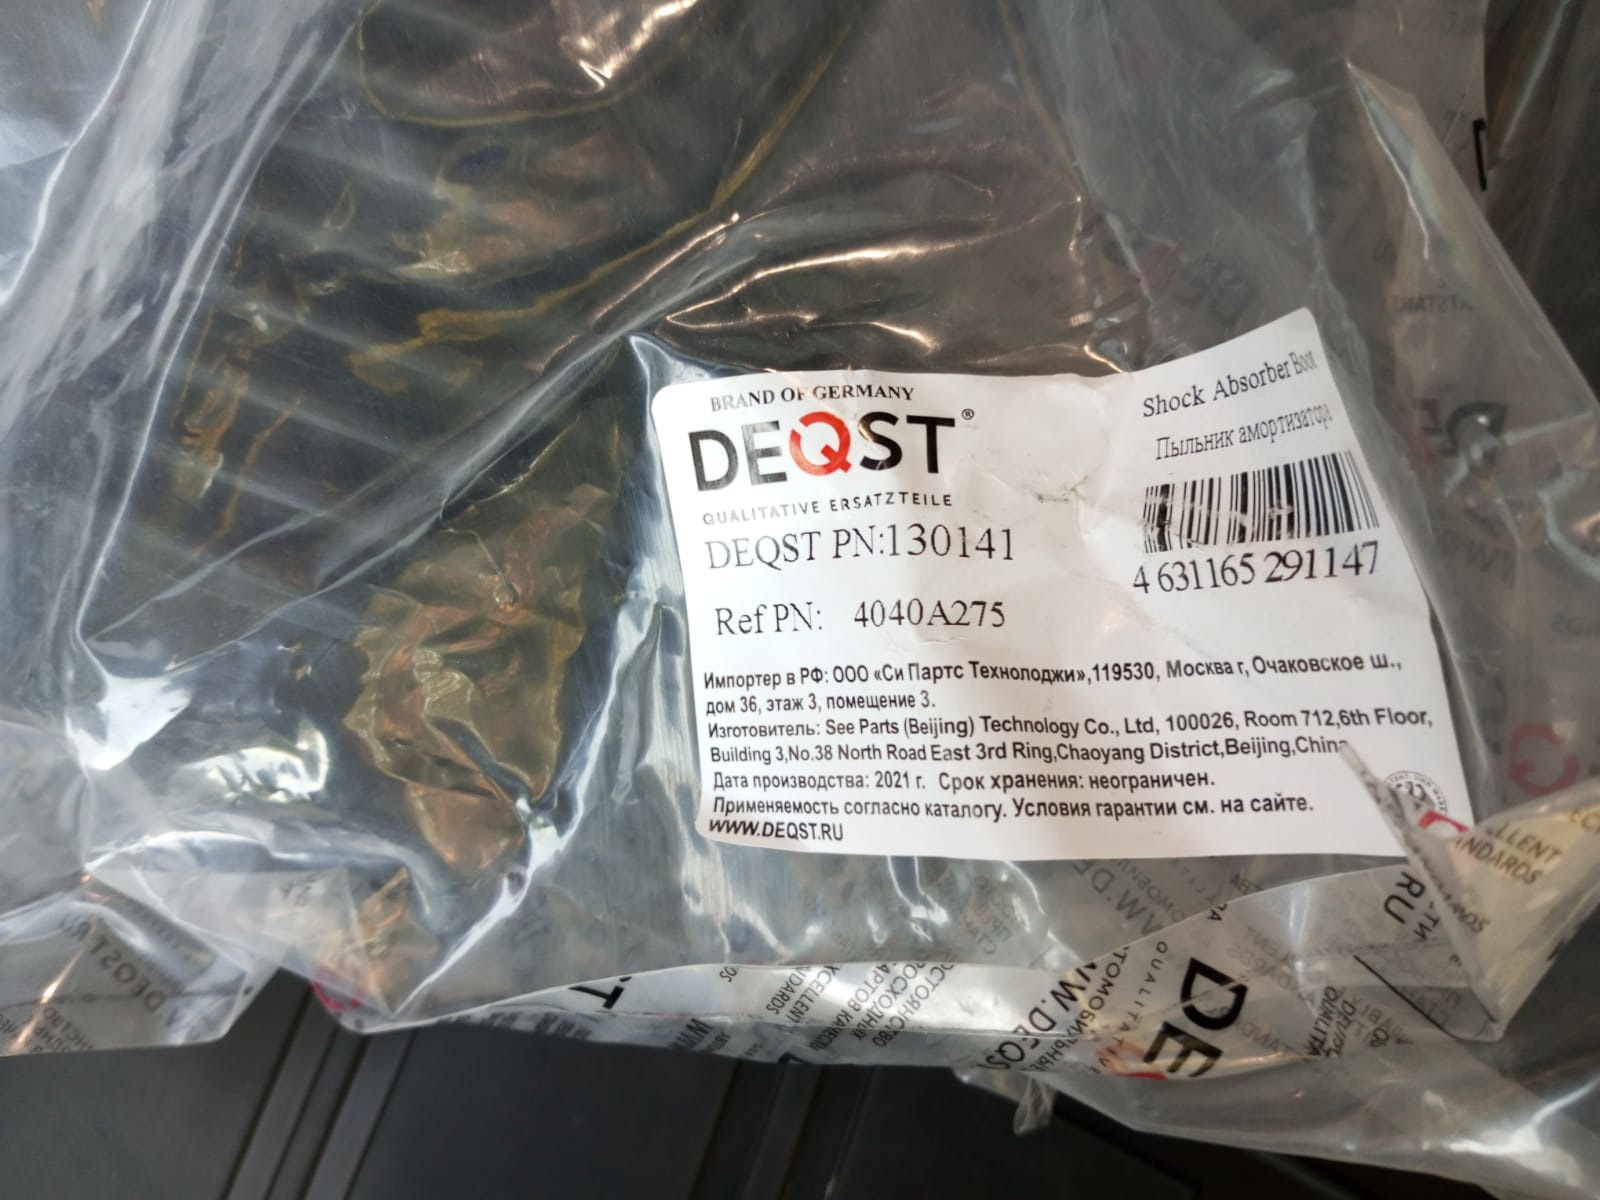 BRAND OF GERMANY
DEQST®
QUALITATIVE ERSATZTEILE
DEQST PN:130141
Ref PN: 4040A275
Shock Absorber Boot
Пыльник амортизатора
4 631165 291147
Импортер в РФ: ООО «Си Партс Технолоджи»,119530, Москва г, Очаковское ш.,
дом 36, этаж 3, помещение 3.
Изготовитель: See Parts (Beijing) Technology Co., Ltd, 100026, Room 712,6th Floor,
Building 3,No.38 North Road East 3rd Ring,Chaoyang District,Beijing,China
Дата производства: 2021 г. Срок хранения: неограничен.
Применяемость согласно каталогу. Условия гарантии см. на сайте.
WWW.DEQST.RU